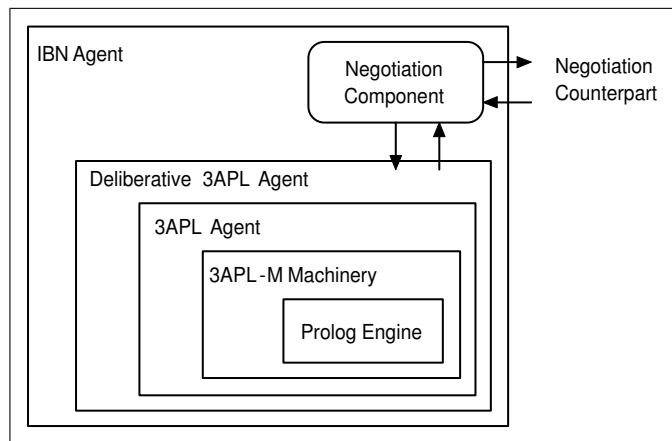 IBN Agent
Negotiation
Component
Negotiation
Counterpart
Deliberative 3APL Agent
3APL Agent
3APL-M Machinery
Prolog Engine